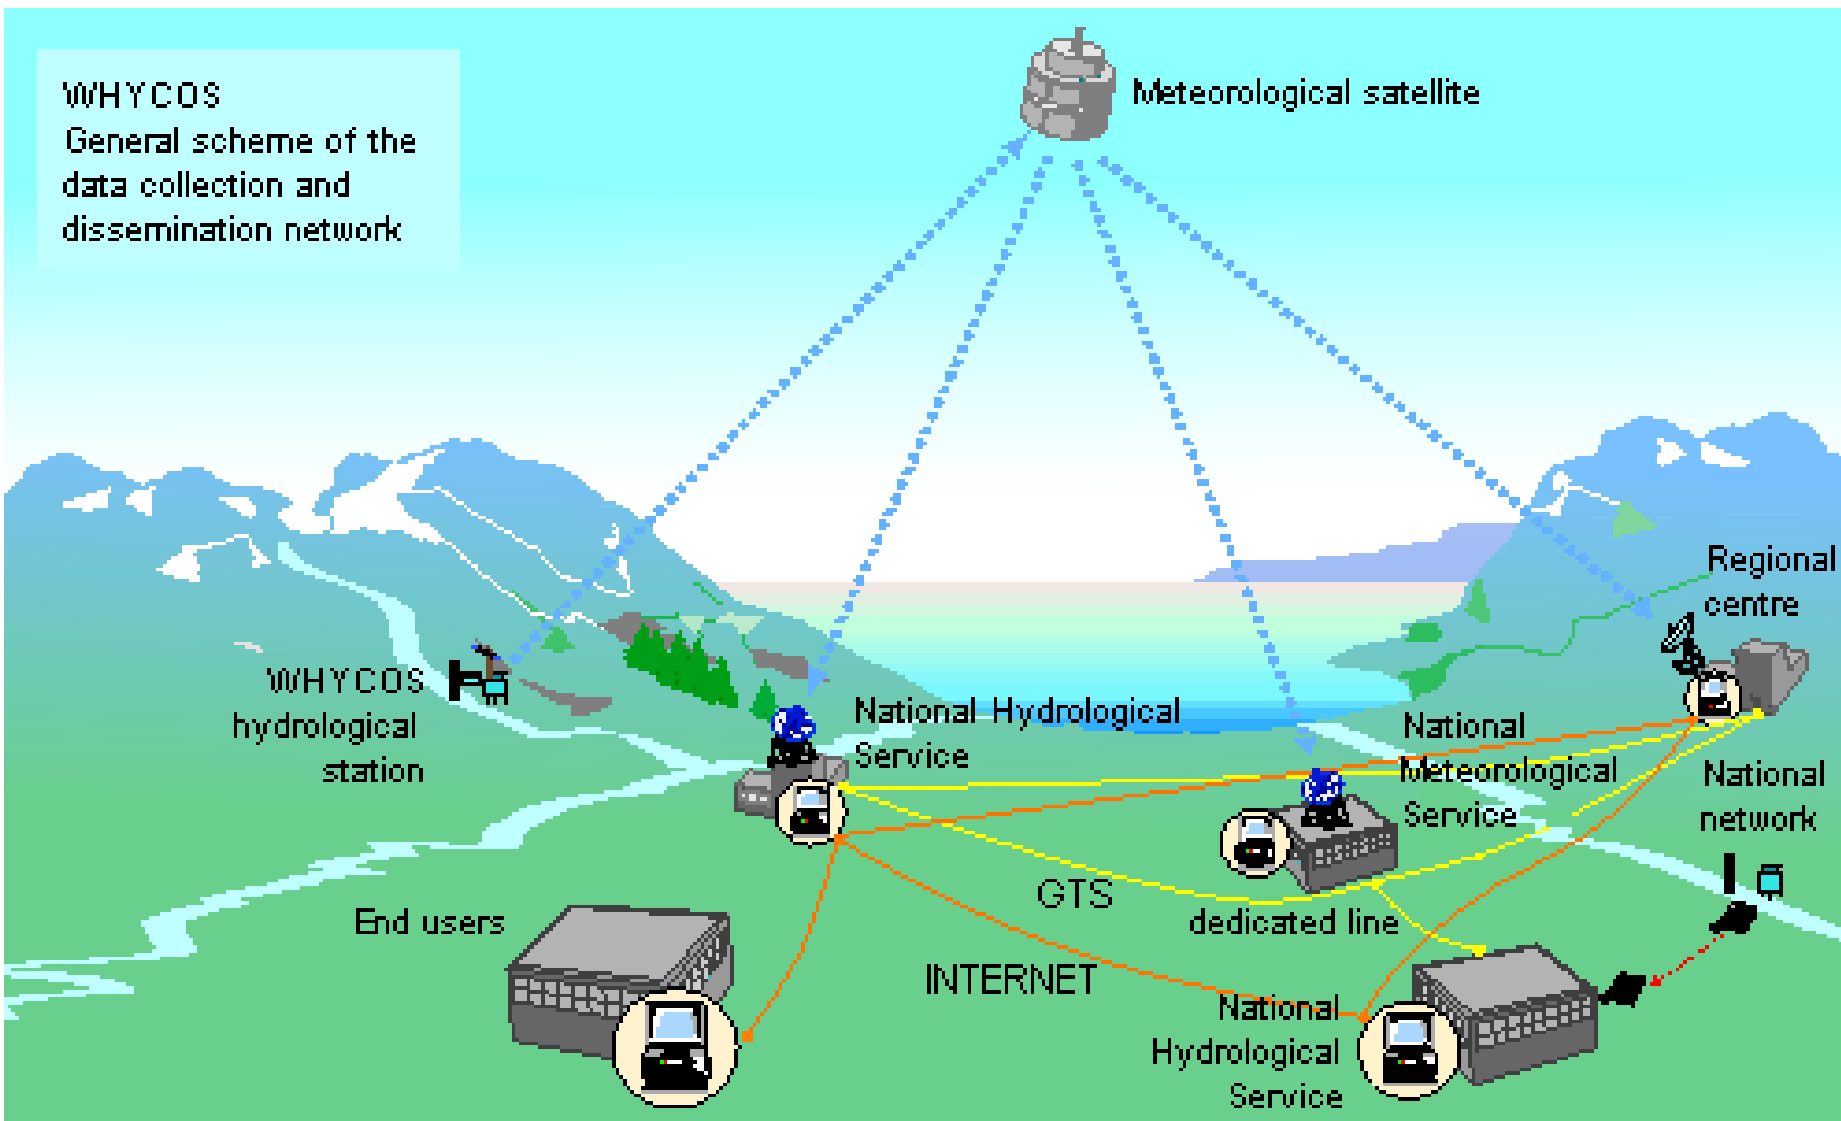 WHYCOS
General scheme of the
data collection and
dissemination network
Meteorological satellite
Regional
centre
WHYCOS
hydrological
station
National Hydrological
Service
National
Meteorological
Service
National
network
GTS
dedicated line
End users
INTERNET
National
Hydrological
Service